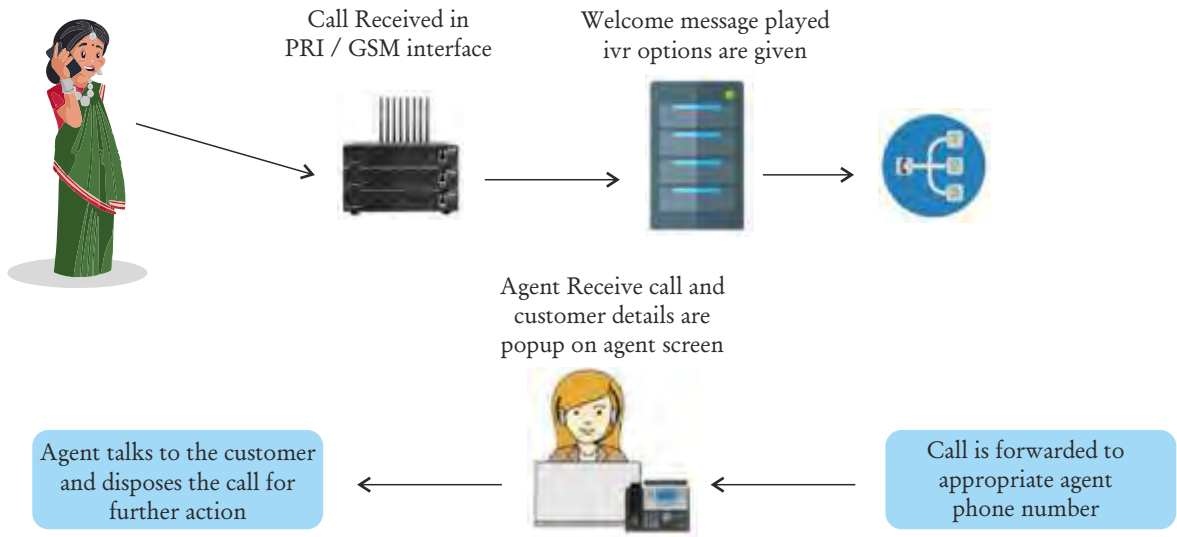 Call Received in
PRI / GSM interface
Welcome message played
ivr options are given
Agent Receive call and
customer details are
popup on agent screen
Agent talks to the customer
and disposes the call for
further action
Call is forwarded to
appropriate agent
phone number